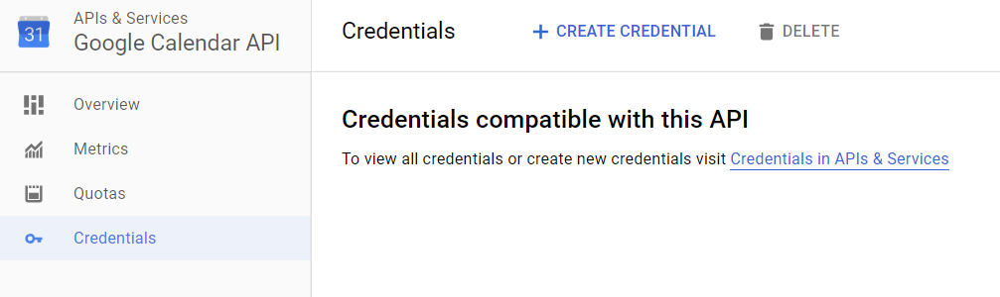 APIs & Services
31
Google Calendar API
Credentials
CREATE CREDENTIAL
DELETE
Overview
Metrics
Quotas
Credentials
Credentials compatible with this API
To view all credentials or create new credentials visit Credentials in APIs & Services